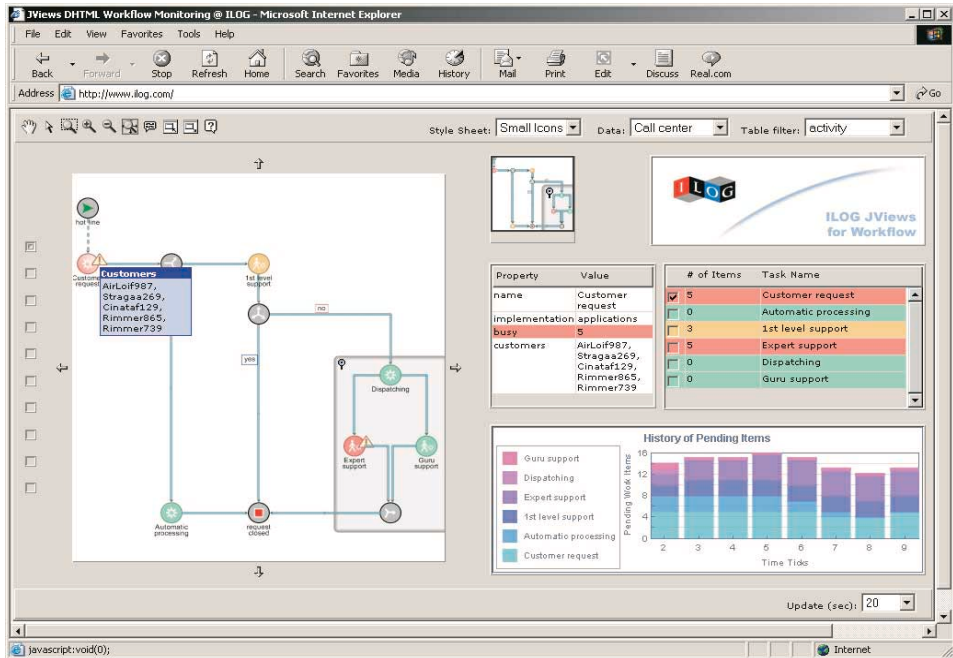 JViews DHTML Workflow Monitoring @ ILOG - Microsoft Internet Explorer
File Edit View Favorites Tools Help
Back Forward Stop Refresh Home Search Favorites Media History Mail Print Edit Discuss Real.com
Address http://www.ilog.com/ Go
Style Sheet: Small Icons Data: Call center Table filter: activity
hot line
Customer request
1st level support
Customers
AirLoif987,
Stragaa269,
Cinataf129,
Rimmer865,
Rimmer739
no
yes
Dispatching
Expert support
Guru support
Automatic processing
request closed
ILOG
ILOG JViews
for Workflow
Property Value
name Customer request
implementation applications
busy 5
customers AirLoif987,
Stragaa269,
Cinataf129,
Rimmer865,
Rimmer739
# of Items Task Name
5 Customer request
0 Automatic processing
3 1st level support
5 Expert support
0 Dispatching
0 Guru support
History of Pending Items
Guru support
Dispatching
Expert support
1st level support
Automatic processing
Customer request
Pending Work Items
16
12
8
4
0
2 3 4 5 6 7 8 9
Time Ticks
Update (sec): 20
javascript:void(0); Internet